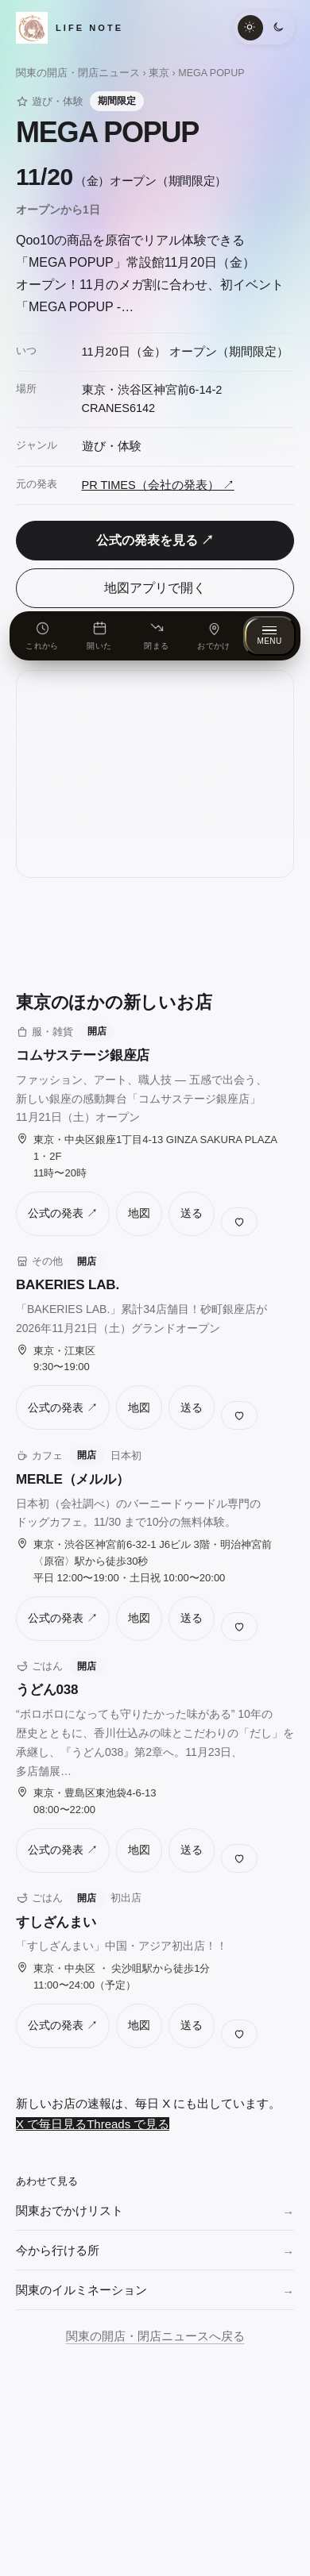 LIFE NOTE
関東の開店・閉店ニュース › 東京 › MEGA POPUP
遊び・体験 期間限定
MEGA POPUP
11/20（金）オープン（期間限定）
オープンから1日
Qoo10の商品を原宿でリアル体験できる
「MEGA POPUP」常設館11月20日（金）
オープン！11月のメガ割に合わせ、初イベント
「MEGA POPUP -…
いつ 11月20日（金） オープン（期間限定）
場所 東京・渋谷区神宮前6-14-2
CRANES6142
ジャンル 遊び・体験
元の発表 PR TIMES（会社の発表） ↗
公式の発表を見る ↗
地図アプリで開く
これから 開いた 閉まる おでかけ MENU
東京のほかの新しいお店
服・雑貨 開店
コムサステージ銀座店
ファッション、アート、職人技 ― 五感で出会う、
新しい銀座の感動舞台「コムサステージ銀座店」
11月21日（土）オープン
東京・中央区銀座1丁目4-13 GINZA SAKURA PLAZA
1・2F
11時〜20時
公式の発表 ↗ 地図 送る
その他 開店
BAKERIES LAB.
「BAKERIES LAB.」累計34店舗目！砂町銀座店が
2026年11月21日（土）グランドオープン
東京・江東区
9:30〜19:00
公式の発表 ↗ 地図 送る
カフェ 開店 日本初
MERLE（メルル）
日本初（会社調べ）のバーニードゥードル専門の
ドッグカフェ。11/30 まで10分の無料体験。
東京・渋谷区神宮前6-32-1 J6ビル 3階・明治神宮前
〈原宿〉駅から徒歩30秒
平日 12:00〜19:00・土日祝 10:00〜20:00
公式の発表 ↗ 地図 送る
ごはん 開店
うどん038
“ボロボロになっても守りたかった味がある” 10年の
歴史とともに、香川仕込みの味とこだわりの「だし」を
承継し、『うどん038』第2章へ。11月23日、
多店舗展…
東京・豊島区東池袋4-6-13
08:00〜22:00
公式の発表 ↗ 地図 送る
ごはん 開店 初出店
すしざんまい
「すしざんまい」中国・アジア初出店！！
東京・中央区 ・ 尖沙咀駅から徒歩1分
11:00〜24:00（予定）
公式の発表 ↗ 地図 送る
新しいお店の速報は、毎日 X にも出しています。
X で毎日見るThreads で見る
あわせて見る
関東おでかけリスト →
今から行ける所 →
関東のイルミネーション →
関東の開店・閉店ニュースへ戻る